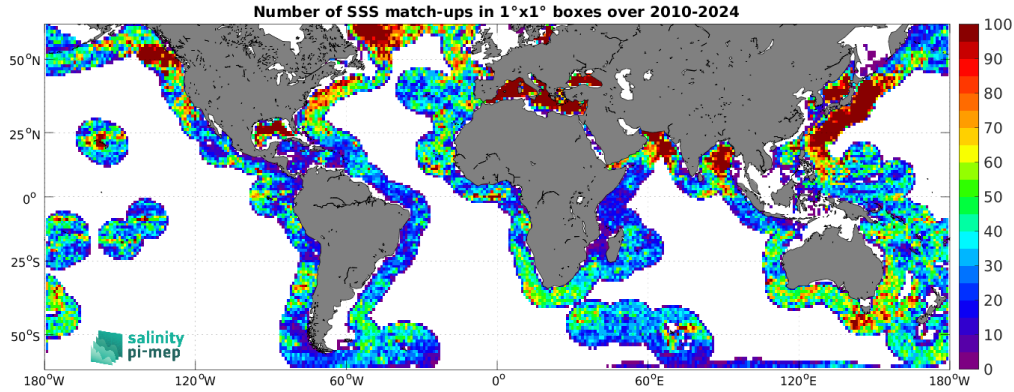 Number of SSS match-ups in 1°x1° boxes over 2010-2024
50°N
25°N
0°
25°S
50°S
180°W
120°W
60°W
0°
60°E
120°E
180°W
100
90
80
70
60
50
40
30
20
10
0
salinity
pi-mep